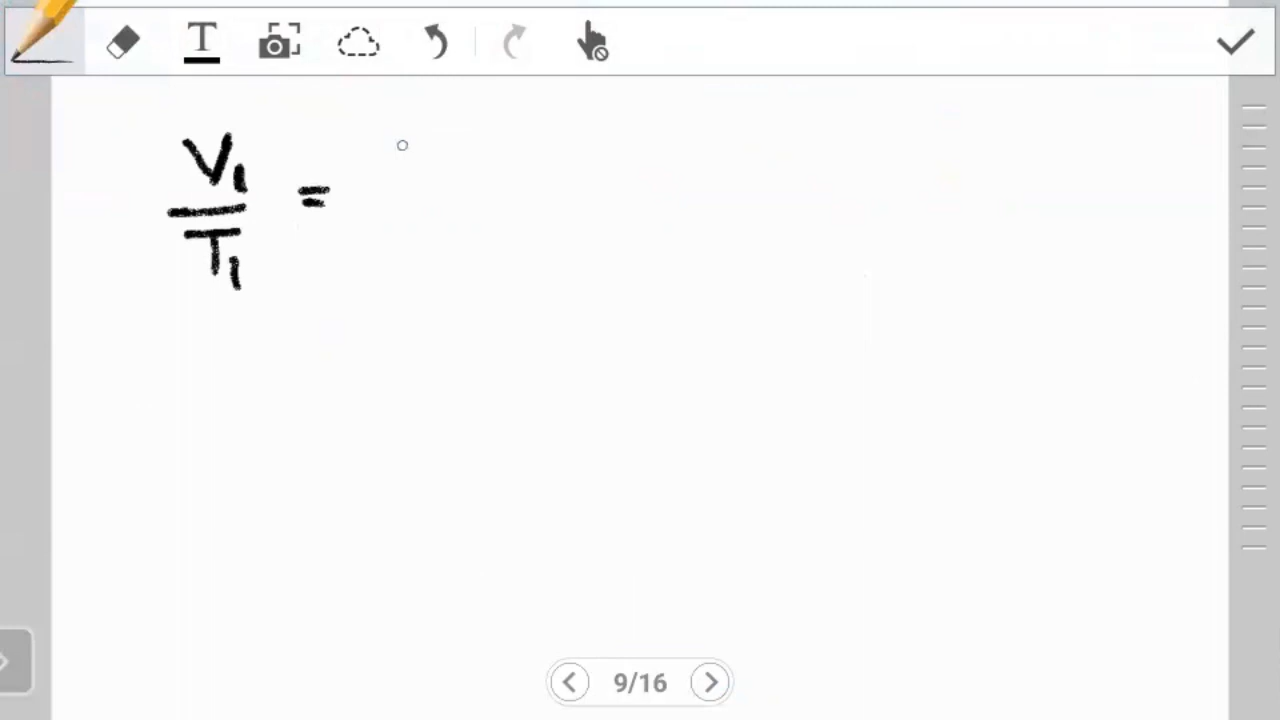 T
V₁
=
T₁
9/16